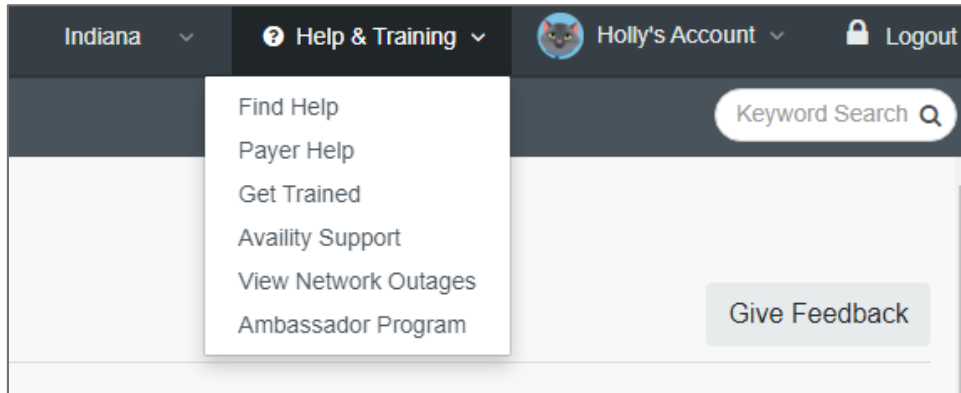 Indiana
Help & Training
Holly's Account
Logout
Keyword Search
Find Help
Payer Help
Get Trained
Availity Support
View Network Outages
Ambassador Program
Give Feedback